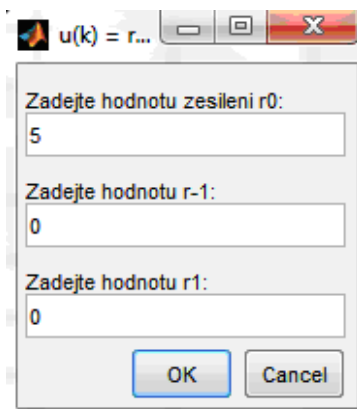 u(k) = r...
Zadejte hodnotu zesileni r0:
5
Zadejte hodnotu r-1:
0
Zadejte hodnotu r1:
0
OK Cancel